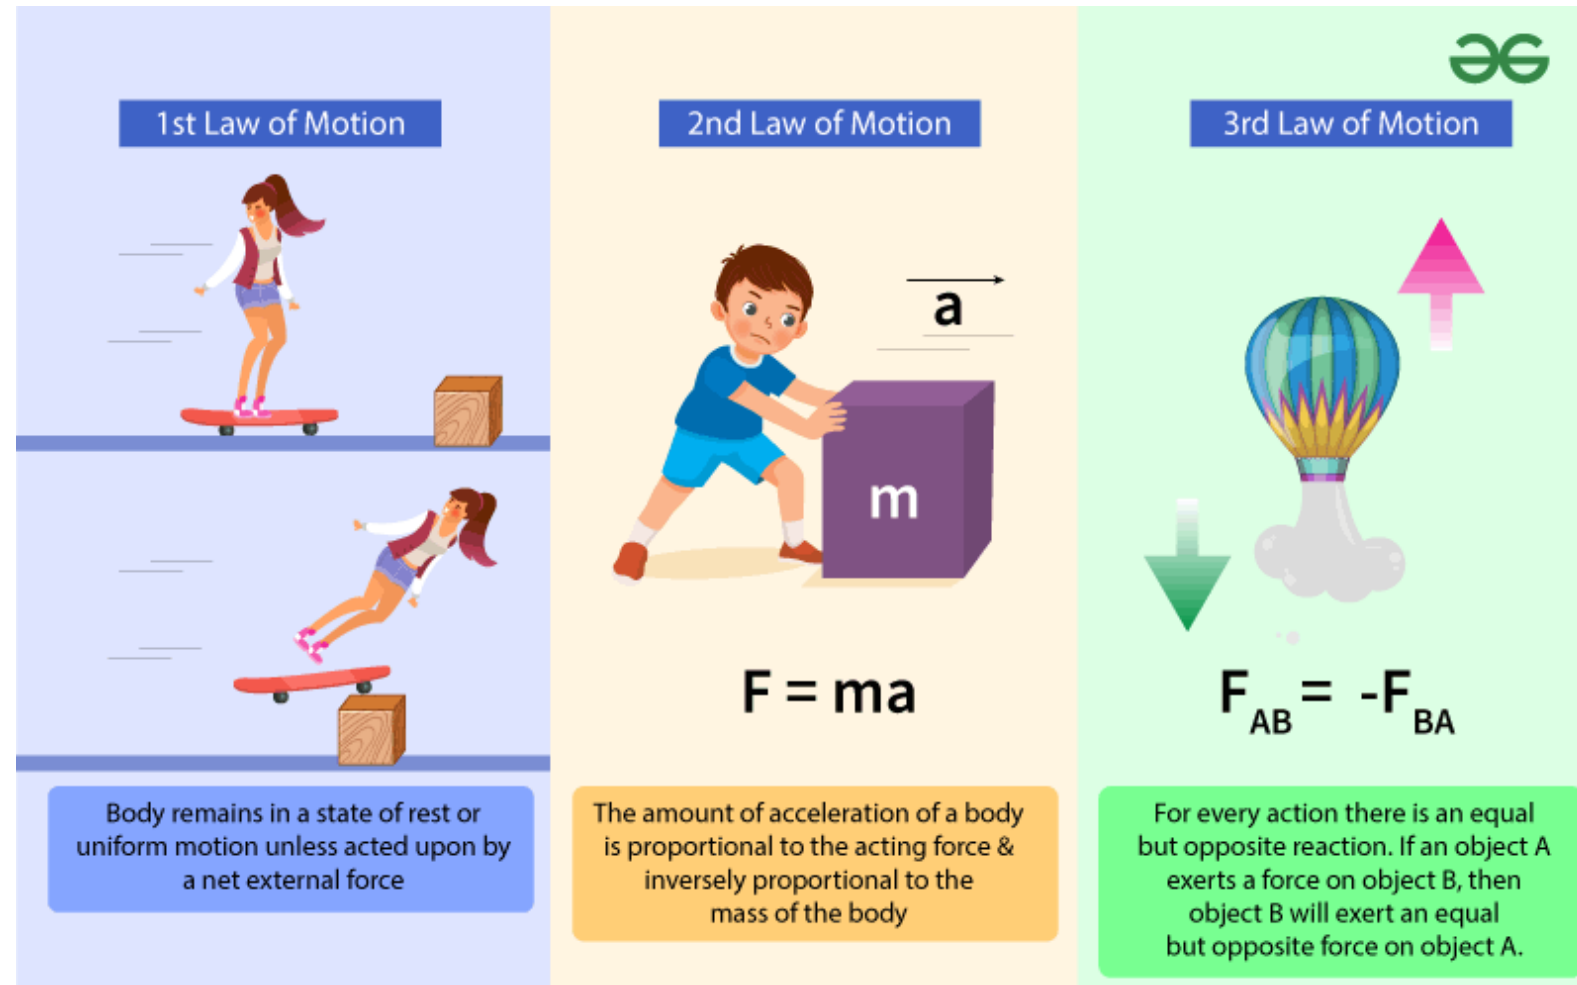 1st Law of Motion
Body remains in a state of rest or
uniform motion unless acted upon by
a net external force
2nd Law of Motion
a
m
F = ma
The amount of acceleration of a body
is proportional to the acting force &
inversely proportional to the
mass of the body
3rd Law of Motion
F_AB = -F_BA
For every action there is an equal
but opposite reaction. If an object A
exerts a force on object B, then
object B will exert an equal
but opposite force on object A.